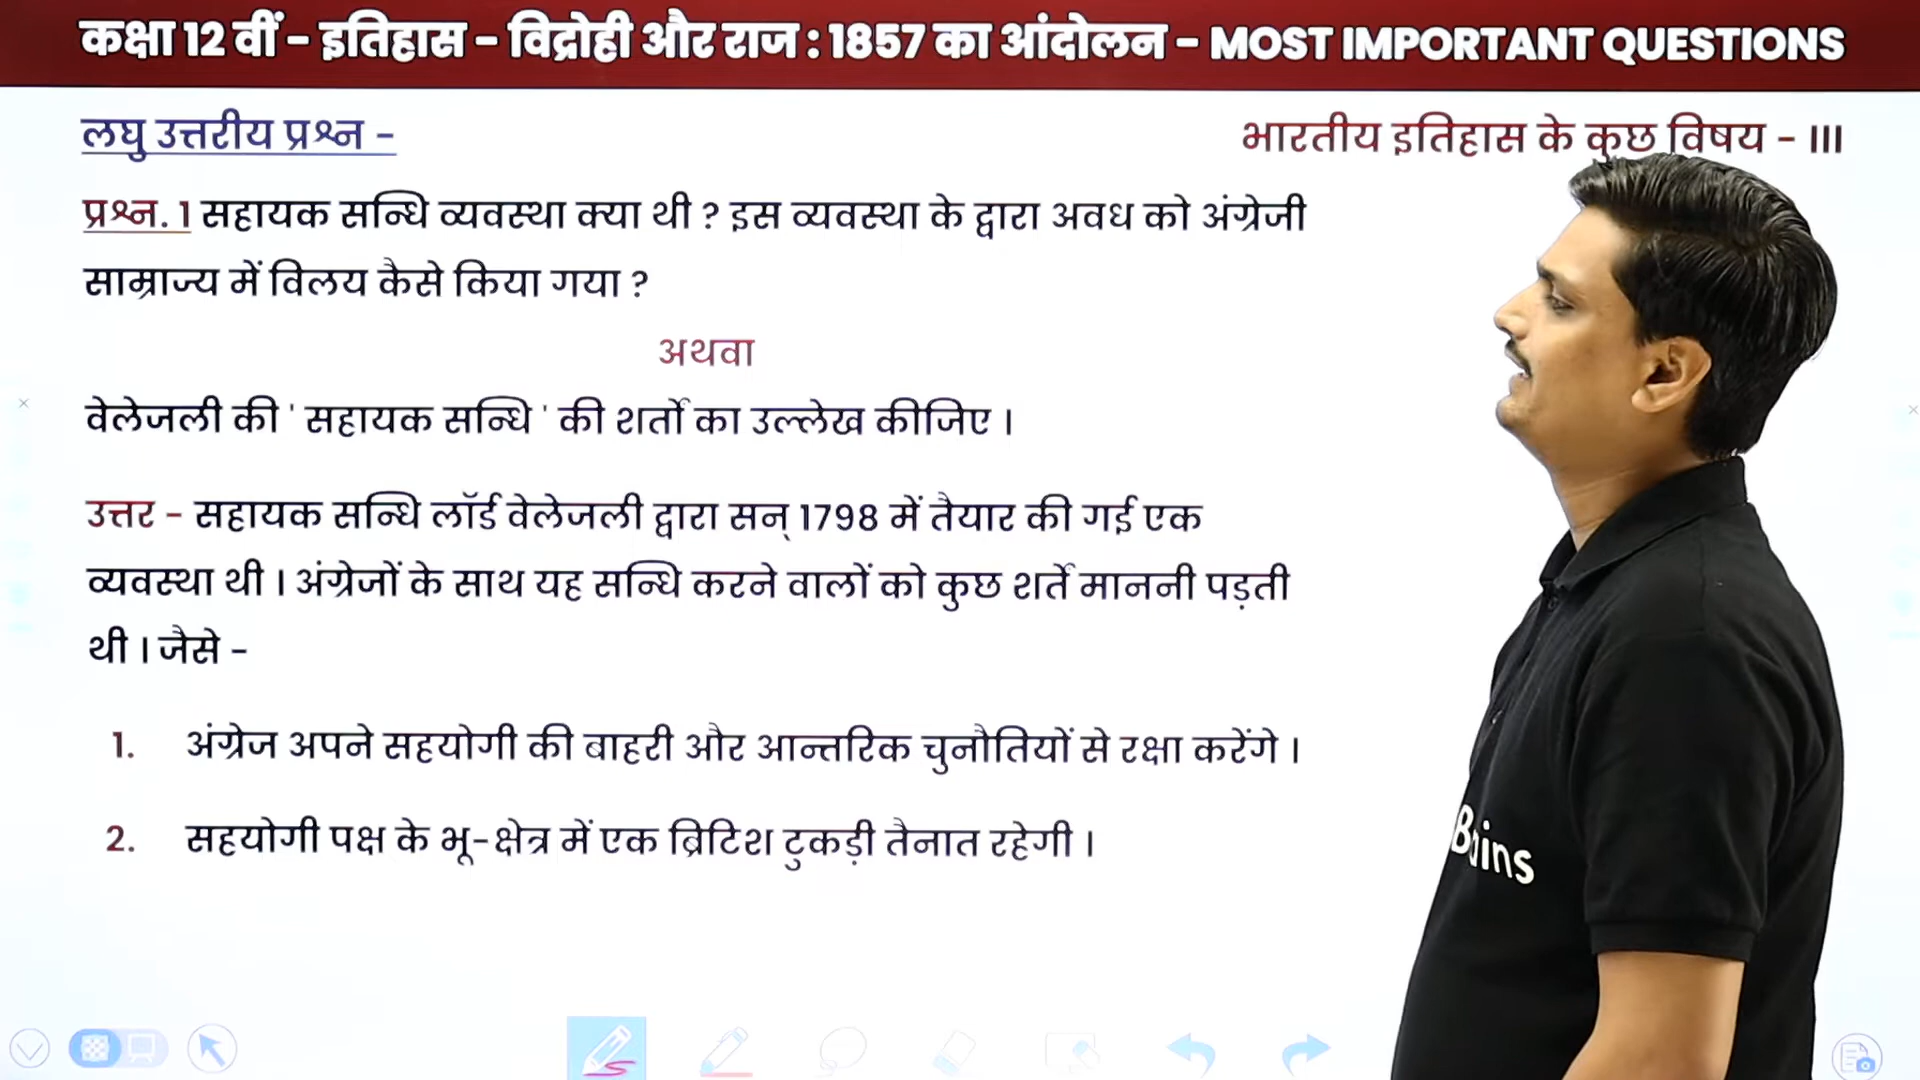 कक्षा 12 वीं - इतिहास - विद्रोही और राज : 1857 का आंदोलन - MOST IMPORTANT QUESTIONS
लघु उत्तरीय प्रश्न -
भारतीय इतिहास के कुछ विषय - III
प्रश्न. 1 सहायक सन्धि व्यवस्था क्या थी ? इस व्यवस्था के द्वारा अवध को अंग्रेजी
साम्राज्य में विलय कैसे किया गया ?
अथवा
वेलेजली की ' सहायक सन्धि ' की शर्तों का उल्लेख कीजिए ।
उत्तर - सहायक सन्धि लॉर्ड वेलेजली द्वारा सन् 1798 में तैयार की गई एक
व्यवस्था थी । अंग्रेजों के साथ यह सन्धि करने वालों को कुछ शर्ते माननी पड़ती
थी । जैसे -
1. अंग्रेज अपने सहयोगी की बाहरी और आन्तरिक चुनौतियों से रक्षा करेंगे ।
2. सहयोगी पक्ष के भू-क्षेत्र में एक ब्रिटिश टुकड़ी तैनात रहेगी ।